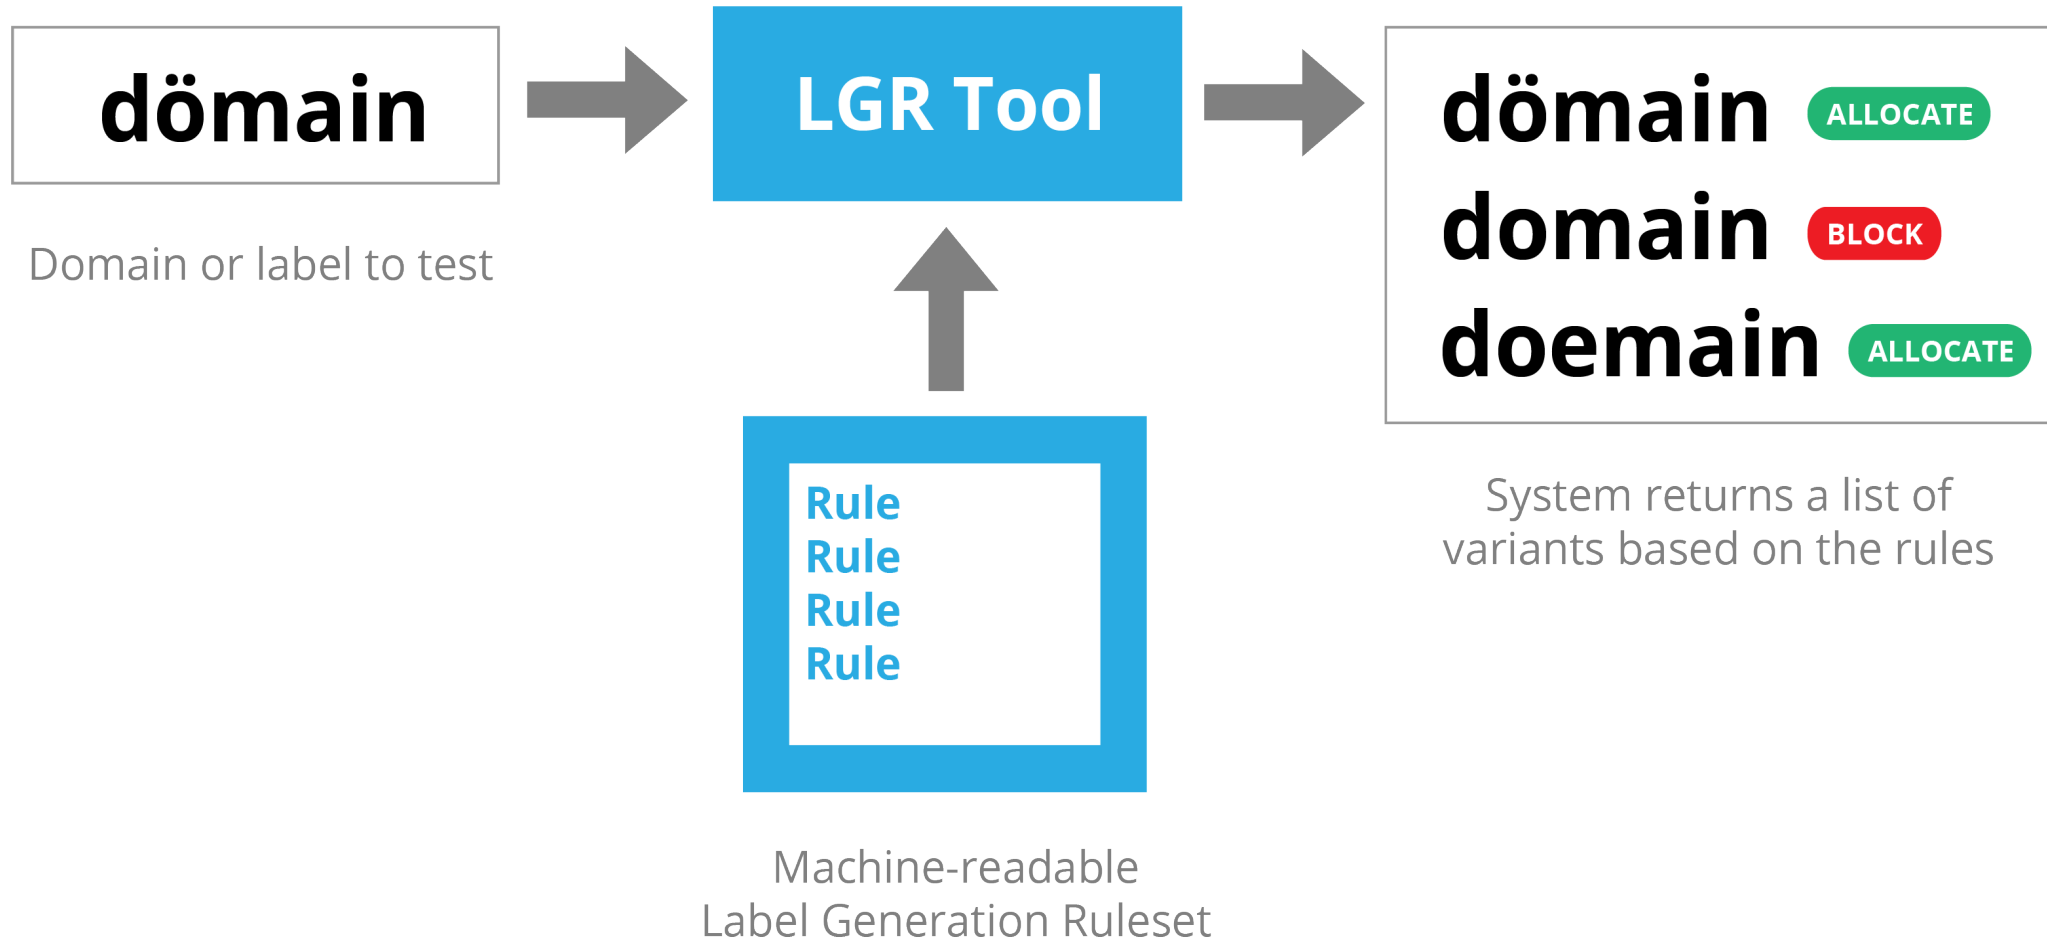 dömain
Domain or label to test
LGR Tool
dömain ALLOCATE
domain BLOCK
doemain ALLOCATE
System returns a list of
variants based on the rules
Rule
Rule
Rule
Rule
Machine-readable
Label Generation Ruleset